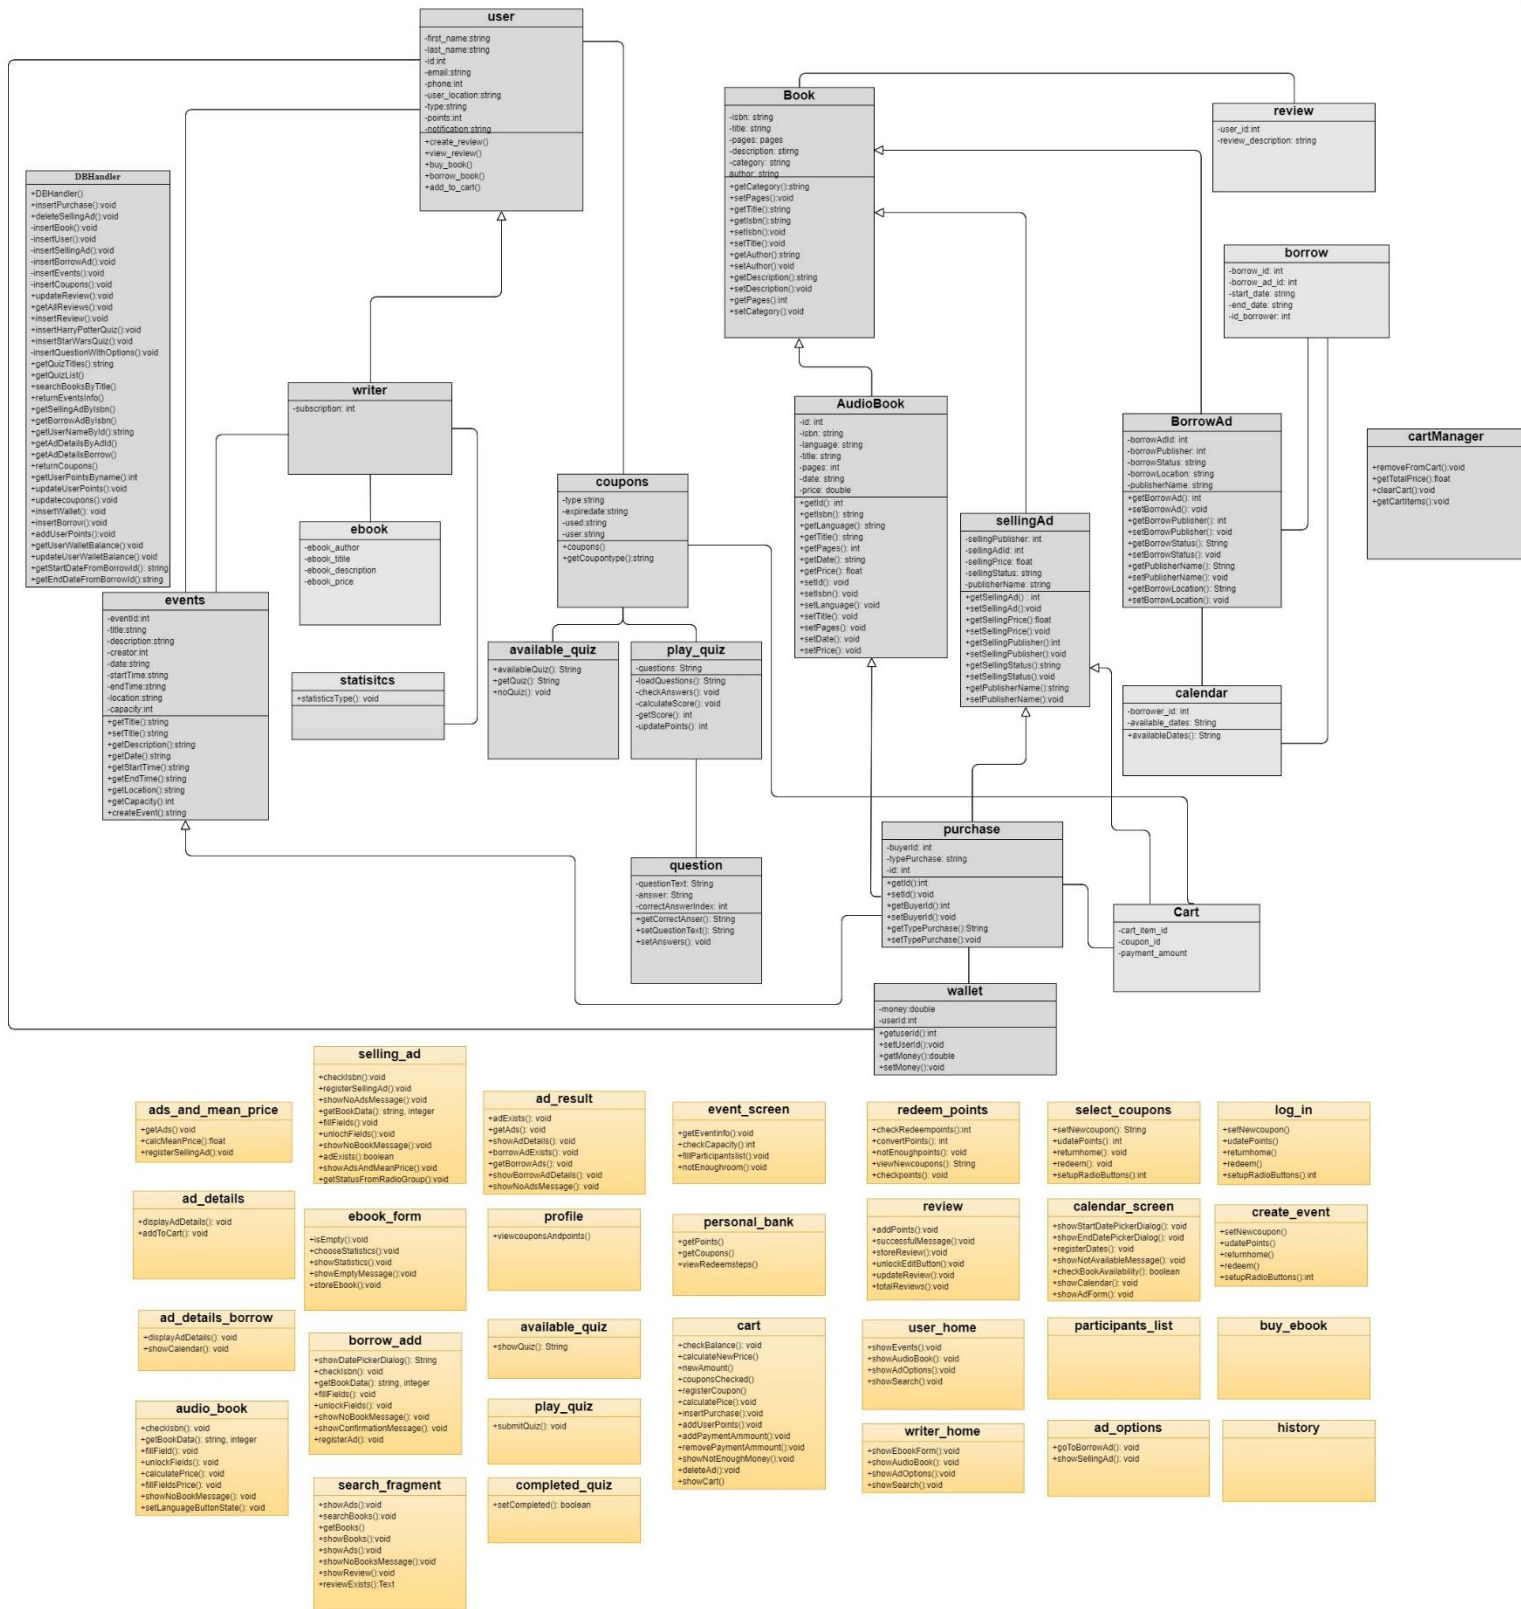 user
-first_name:string
-last_name:string
-id:int
-email:string
-phone:int
-user_location:string
-type:string
-points:int
-notification:string
+create_review()
+view_review()
+buy_book()
+borrow_book()
+add_to_cart()
Book
-isbn: string
-title: string
-pages: pages
-description: stirng
-category: string
author: string
+getCategory():string
+setPages():void
+getTitle():string
+getIsbn():string
+setIsbn():void
+setTitle():void
+getAuthor():string
+setAuthor():void
+getDescription():string
+setDescription():void
+getPages():int
+setCategory():void
review
-user_id:int
-review_description: string
DBHandler
+DBHandler()
+insertPurchase():void
+deleteSellingAd():void
-insertBook():void
-insertUser():void
-insertSellingAd():void
-insertBorrowAd():void
-insertEvents():void
-insertCoupons():void
+updateReview():void
+getAllReviews():void
+insertReview():void
+insertHarryPotterQuiz():void
+insertStarWarsQuiz():void
-insertQuestionWithOptions():void
+getQuizTitles():string
+getQuizList()
+searchBooksByTitle()
+returnEventsInfo()
+getSellingAdByIsbn()
+getBorrowAdByIsbn()
+getUserNameById():string
+getAdDetailsByAdId()
+getAdDetailsBorrow()
+returnCoupons()
+getUserPointsByname():int
+updateUserPoints():void
+updatecoupons():void
+insertWallet(): void
+insertBorrow(): void
+addUserPoints():void
+getUserWalletBalance():void
+updateUserWalletBalance():void
+getStartDateFromBorrowId(): string
+getEndDateFromBorrowId():string
borrow
-borrow_id: int
-borrow_ad_id: int
-start_date: string
-end_date: string
-id_borrower: int
writer
-subscription: int
AudioBook
-id: int
-isbn: string
-language: string
-title: string
-pages: int
-date: string
-price: double
+getId(): int
+getIsbn(): string
+getLanguage(): string
+getTitle(): string
+getPages(): int
+getDate(): string
+getPrice(): float
+setId(): void
+setIsbn(): void
+setLanguage(): void
+setTitle(): void
+setPages(): void
+setDate(): void
+setPrice(): void
BorrowAd
-borrowAdId: int
-borrowPublisher: int
-borrowStatus: string
-borrowLocation: string
-publisherName: string
+getBorrowAd(): int
+setBorrowAd(): void
+getBorrowPublisher(): int
+setBorrowPublisher(): void
+getBorrowStatus(): String
+setBorrowStatus(): void
+getPublisherName(): String
+setPublisherName(): void
+getBorrowLocation(): String
+setBorrowLocation(): void
cartManager
+removeFromCart():void
+getTotalPrice():float
+clearCart():void
+getCartItems():void
coupons
-type:string
-expiredate:string
-used:string
-user:string
+coupons()
+getCoupontype():string
ebook
-ebook_author
-ebook_titile
-ebook_description
-ebook_price
sellingAd
-sellingPublisher: int
-sellingAdId: int
-sellingPrice: float
-sellingStatus: string
-publisherName: string
+getSellingAd() : int
+setSellingAd():void
+getSellingPrice():float
+setSellingPrice():void
+getSellingPublisher():int
+setSellingPublisher():void
+getSellingStatus():string
+setSellingStatus():void
+getPublisherName():string
+setPublisherName():void
events
-eventId:int
-title:string
-description:string
-creator:int
-date:string
-startTime:string
-endTime:string
-location:string
-capacity:int
+getTitle():string
+setTitle():string
+getDescription():string
+getDate():string
+getStartTime():string
+getEndTime():string
+getLocation():string
+getCapacity():int
+createEvent():string
statisitcs
+statisticsType(): void
available_quiz
+availableQuiz(): String
+getQuiz(): String
+noQuiz(): void
play_quiz
-questions: String
-loadQuestions(): String
-checkAnswers(): void
-calculateScore(): void
-getScore(): int
-updatePoints(): int
calendar
-borrower_id: int
-available_dates: String
+availableDates(): String
purchase
-buyerId: int
-typePurchase: string
-id: int
+getId():int
+setId():void
+getBuyerId():int
+setBuyerId():void
+getTypePurchase():String
+setTypePurchase():void
question
-questionText: String
-answer: String
-correctAnswerIndex: int
+getCorrectAnser(): String
+setQuestionText(): String
+setAnswers(): void
Cart
-cart_item_id
-coupon_id
-payment_amount
wallet
-money:double
-userId:int
+getuserId():int
+setUserId():void
+getMoney():double
+setMoney():void
selling_ad
+checkIsbn():void
+registerSellingAd():void
+showNoAdsMessage():void
+getBookData(): string, integer
+fillFields():void
+unlochFields():void
+showNoBookMessage():void
+adExists():boolean
+showAdsAndMeanPrice():void
+getStatusFromRadioGroup():void
ads_and_mean_price
+getAds():void
+calcMeanPrice():float
+registerSellingAd():void
ad_result
+adExists(): void
+getAds(): void
+showAdDetails(): void
+borrowAdExists(): void
+getBorrowAds(): void
+showBorrowAdDetails(): void
+showNoAdsMessage(): void
event_screen
+getEventinfo():void
+checkCapacity():int
+fillParticipantslist():void
+notEnoughroom():void
redeem_points
+checkRedeempoints():int
+convertPoints(): int
+notEnoughpoints(): void
+viewNewcoupons(): String
+checkpoints(): void
select_coupons
+setNewcoupon(): String
+udatePoints(): int
+returnhome(): void
+redeem(): void
+setupRadioButtons():int
log_in
+setNewcoupon()
+udatePoints()
+returnhome()
+redeem()
+setupRadioButtons():int
ad_details
+displayAdDetails(): void
+addToCart(): void
ebook_form
+isEmpty():void
+chooseStatistics():void
+showStatistics():void
+showEmptyMessage():void
+storeEbook():void
profile
+viewcouponsAndpoints()
personal_bank
+getPoints()
+getCoupons()
+viewRedeemsteps()
review
+addPoints():void
+successfulMessage():void
+storeReview():void
+unlockEditButton():void
+updateReview():void
+totalReviews():void
calendar_screen
+showStartDatePickerDialog(): void
+showEndDatePickerDialog(): void
+registerDates(): void
+showNotAvailableMessage(): void
+checkBookAvailability(): boolean
+showCalendar(): void
+showAdForm(): void
create_event
+setNewcoupon()
+udatePoints()
+returnhome()
+redeem()
+setupRadioButtons():int
ad_details_borrow
+displayAdDetails(): void
+showCalendar(): void
borrow_add
+showDatePickerDialog(): String
+checkIsbn(): void
+getBookData(): string, integer
+fillFields(): void
+unlockFields(): void
+showNoBookMessage(): void
+showConfirmationMessage(): void
+registerAd(): void
available_quiz
+showQuiz(): String
cart
+checkBalance(): void
+calculateNewPrice()
+newAmount()
+couponsChecked()
+registerCoupon()
+calculatePice():void
+insertPurchase():void
+addUserPoints():void
+addPaymentAmmount():void
+removePaymentAmmount():void
+showNotEnoughMoney():void
+deleteAd():void
+showCart()
user_home
+showEvents():void
+showAudioBook(): void
+showAdOptions():void
+showSearch():void
participants_list
buy_ebook
audio_book
+checkIsbn(): void
+getBookData(): string, integer
+fillField(): void
+unlockFields(): void
+calculatePrice(): void
+fillFieldsPrice(): void
+showNoBookMessage(): void
+setLanguageButtonState(): void
play_quiz
+submitQuiz(): void
writer_home
+showEbookForm():void
+showAudioBook(): void
+showAdOptions():void
+showSearch():void
ad_options
+goToBorrowAd(): void
+showSellingAd(): void
history
search_fragment
+showAds():void
+searchBooks():void
+getBooks()
+showBooks():void
+showAds():void
+showNoBooksMessage():void
+showReview():void
+reviewExists():Text
completed_quiz
+setCompleted(): boolean